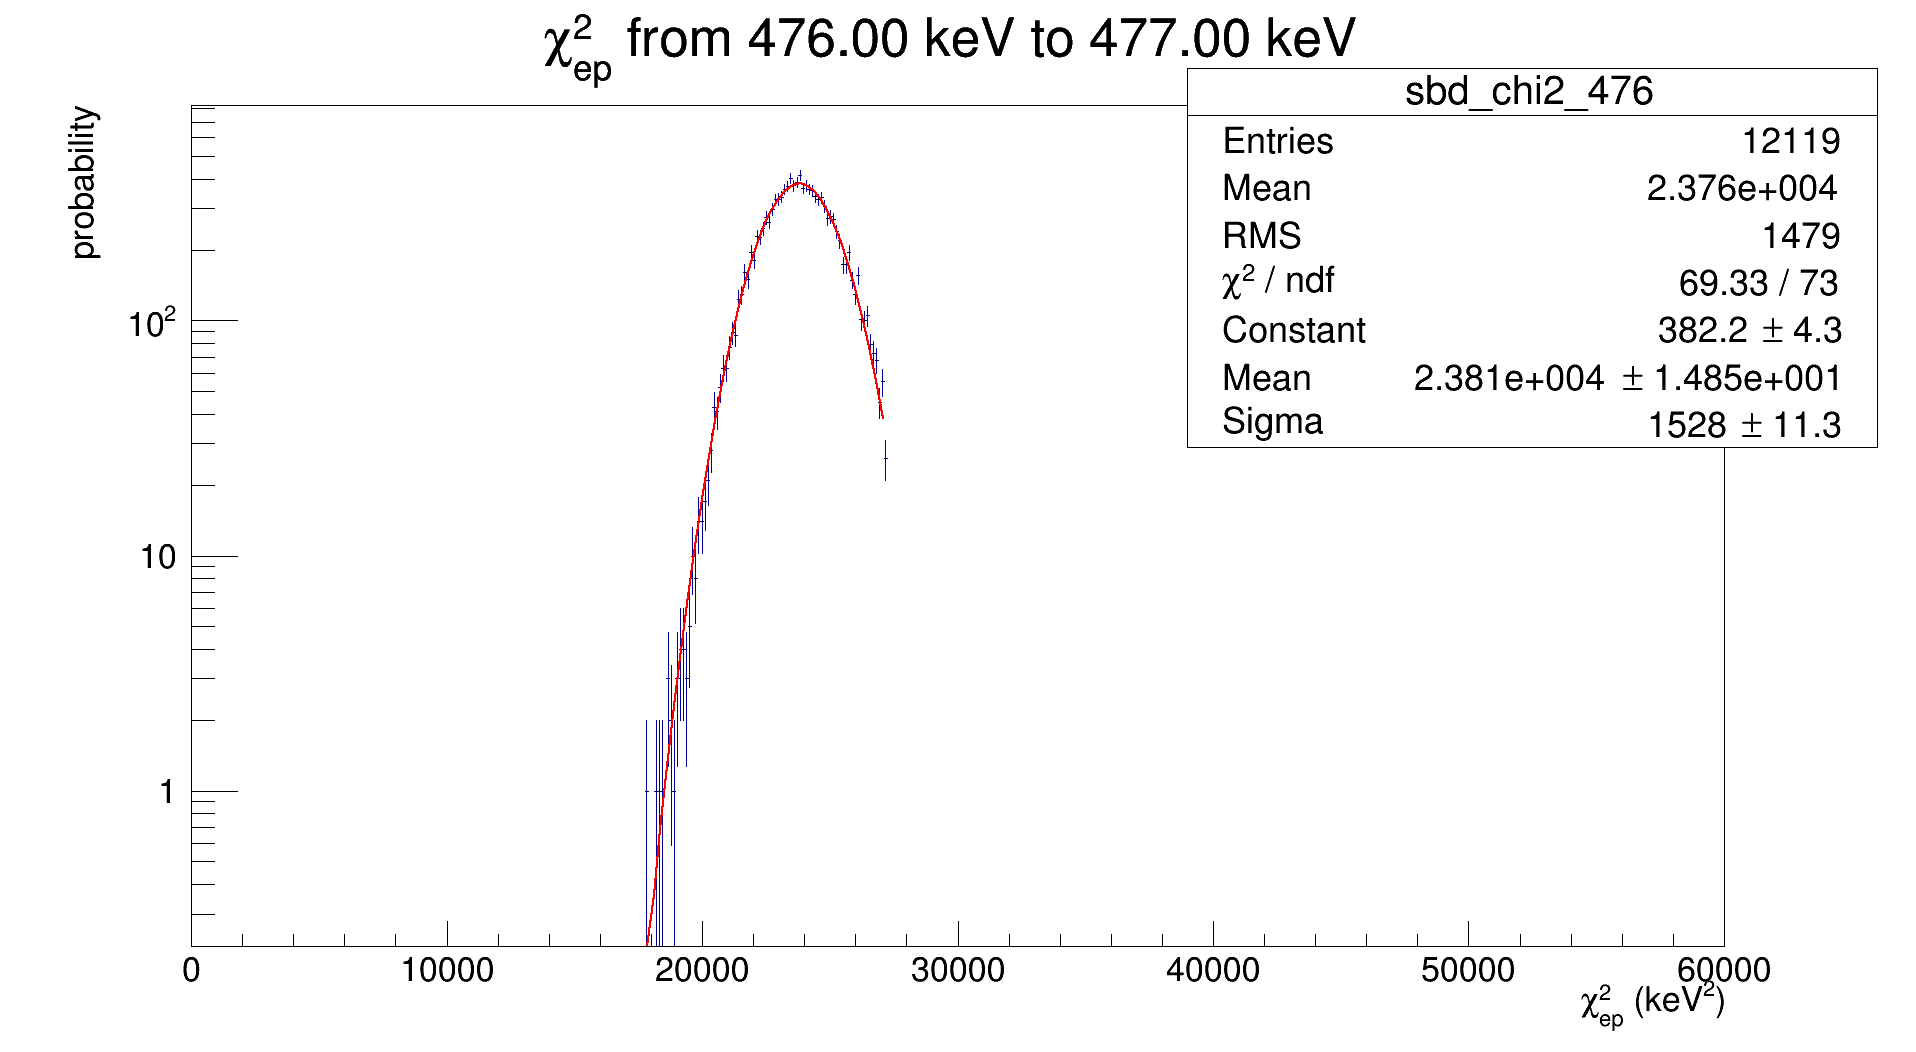 χ²ep from 476.00 keV to 477.00 keV
probability
sbd_chi2_476
Entries 12119
Mean 2.376e+004
RMS 1479
χ² / ndf 69.33 / 73
Constant 382.2 ± 4.3
Mean 2.381e+004 ± 1.485e+001
Sigma 1528 ± 11.3
10²
10
1
0 10000 20000 30000 40000 50000 60000
χ²ep (keV²)